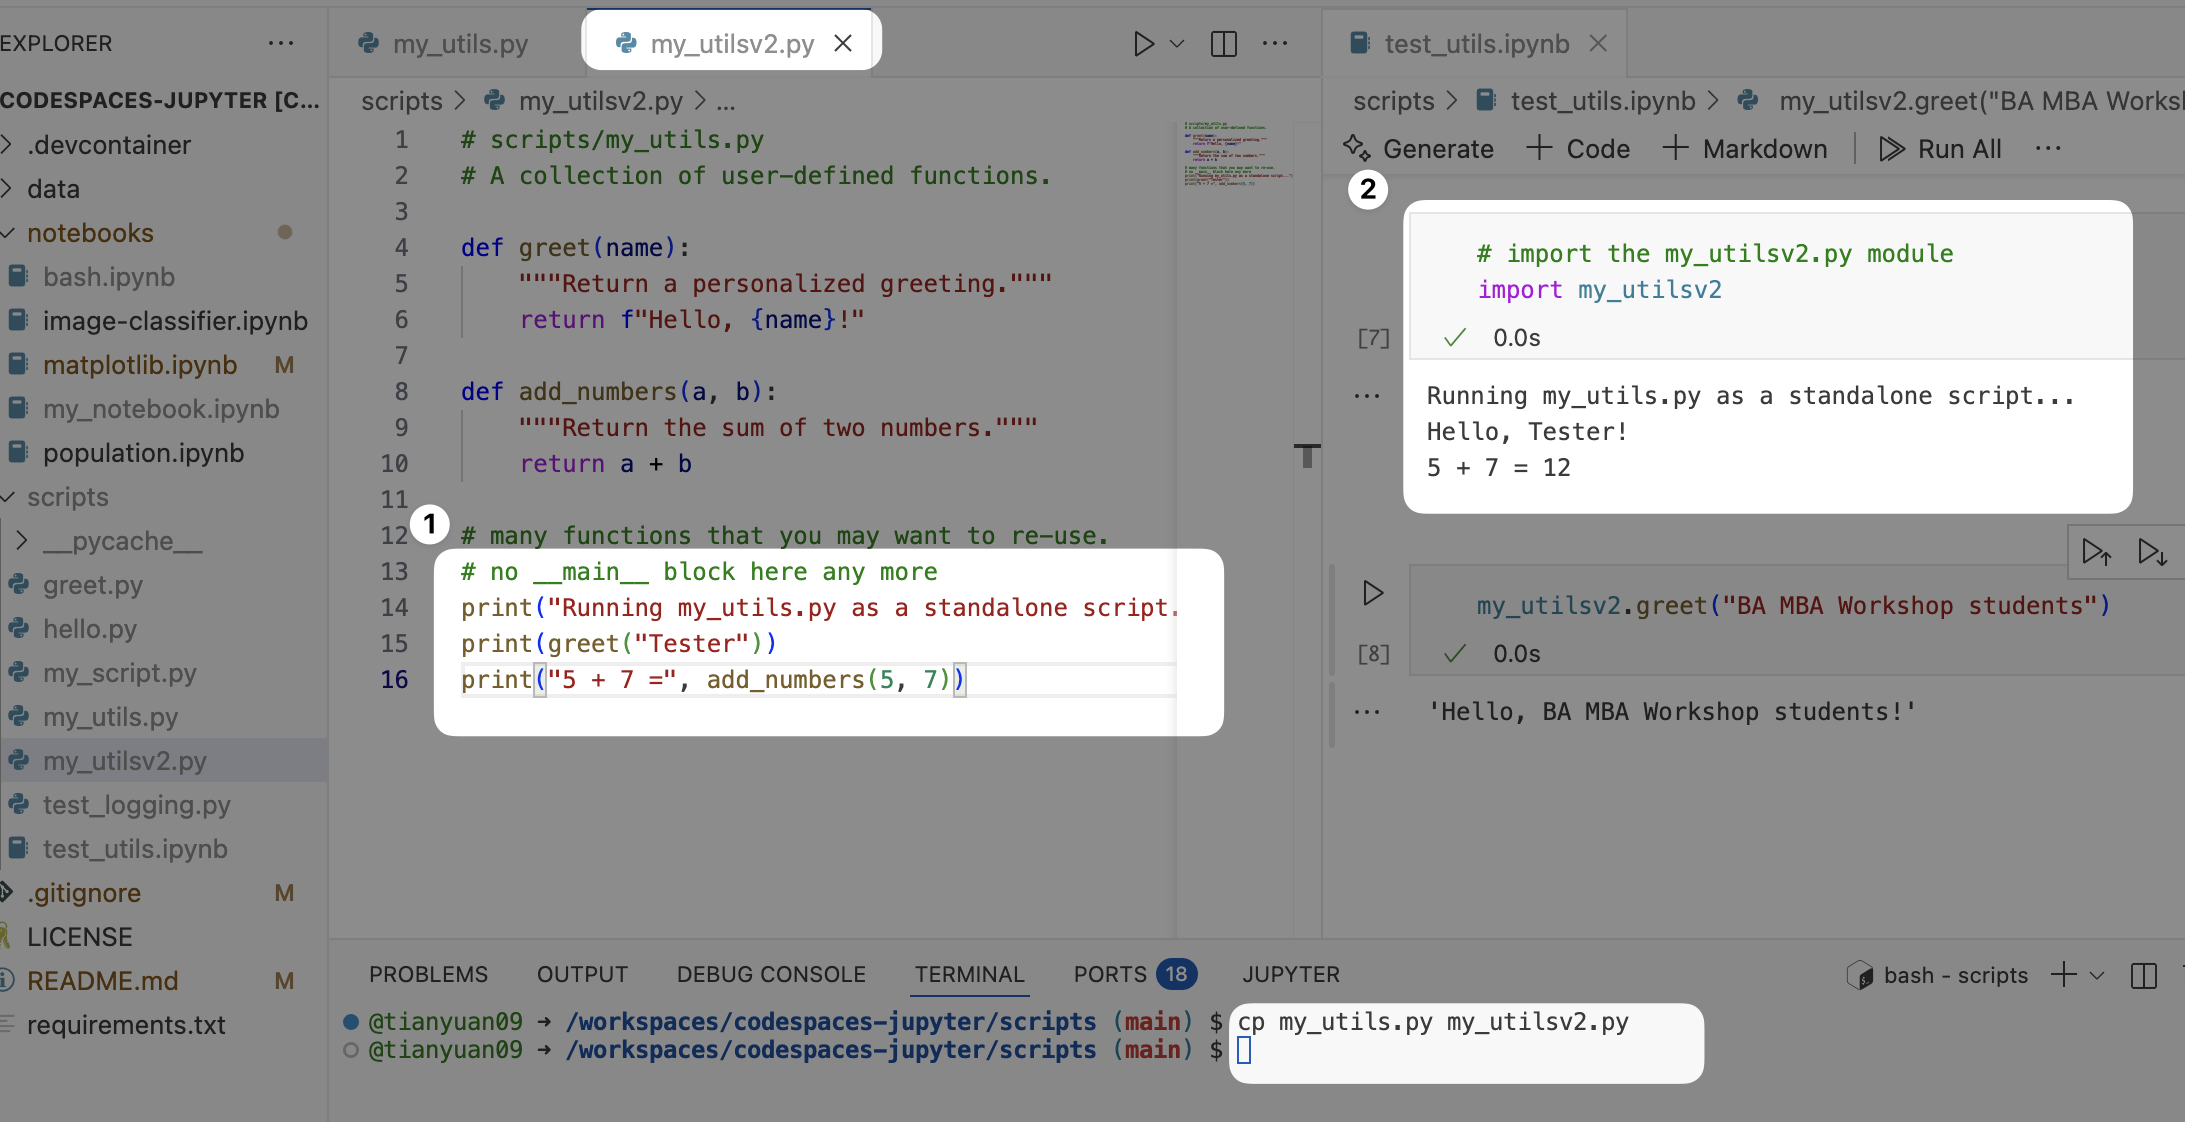 EXPLORER ...
CODESPACES-JUPYTER [C...
.devcontainer
data
notebooks
bash.ipynb
image-classifier.ipynb
matplotlib.ipynb M
my_notebook.ipynb
population.ipynb
scripts
__pycache__
greet.py
hello.py
my_script.py
my_utils.py
my_utilsv2.py
test_logging.py
test_utils.ipynb
.gitignore M
LICENSE
README.md M
requirements.txt
my_utils.py my_utilsv2.py
scripts > my_utilsv2.py > ...
1 # scripts/my_utils.py
2 # A collection of user-defined functions.
3
4 def greet(name):
5 """Return a personalized greeting."""
6 return f"Hello, {name}!"
7
8 def add_numbers(a, b):
9 """Return the sum of two numbers."""
10 return a + b
11
12 # many functions that you may want to re-use.
1
13 # no __main__ block here any more
14 print("Running my_utils.py as a standalone script.
15 print(greet("Tester"))
16 print("5 + 7 =", add_numbers(5, 7))
test_utils.ipynb
scripts > test_utils.ipynb > my_utilsv2.greet("BA MBA Works
Generate + Code + Markdown Run All ...
2
# import the my_utilsv2.py module
import my_utilsv2
[7] ✓ 0.0s
... Running my_utils.py as a standalone script...
Hello, Tester!
5 + 7 = 12
my_utilsv2.greet("BA MBA Workshop students")
[8] ✓ 0.0s
... 'Hello, BA MBA Workshop students!'
PROBLEMS OUTPUT DEBUG CONSOLE TERMINAL PORTS 18 JUPYTER
bash - scripts
@tianyuan09 → /workspaces/codespaces-jupyter/scripts (main) $ cp my_utils.py my_utilsv2.py
@tianyuan09 → /workspaces/codespaces-jupyter/scripts (main) $